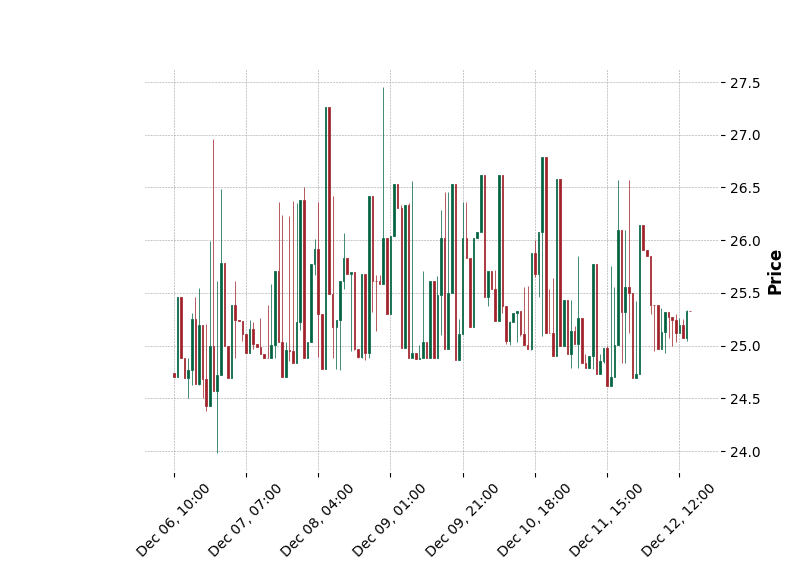 27.5
27.0
26.5
26.0
25.5
25.0
24.5
24.0
Price
Dec 06, 10:00
Dec 07, 07:00
Dec 08, 04:00
Dec 09, 01:00
Dec 09, 21:00
Dec 10, 18:00
Dec 11, 15:00
Dec 12, 12:00